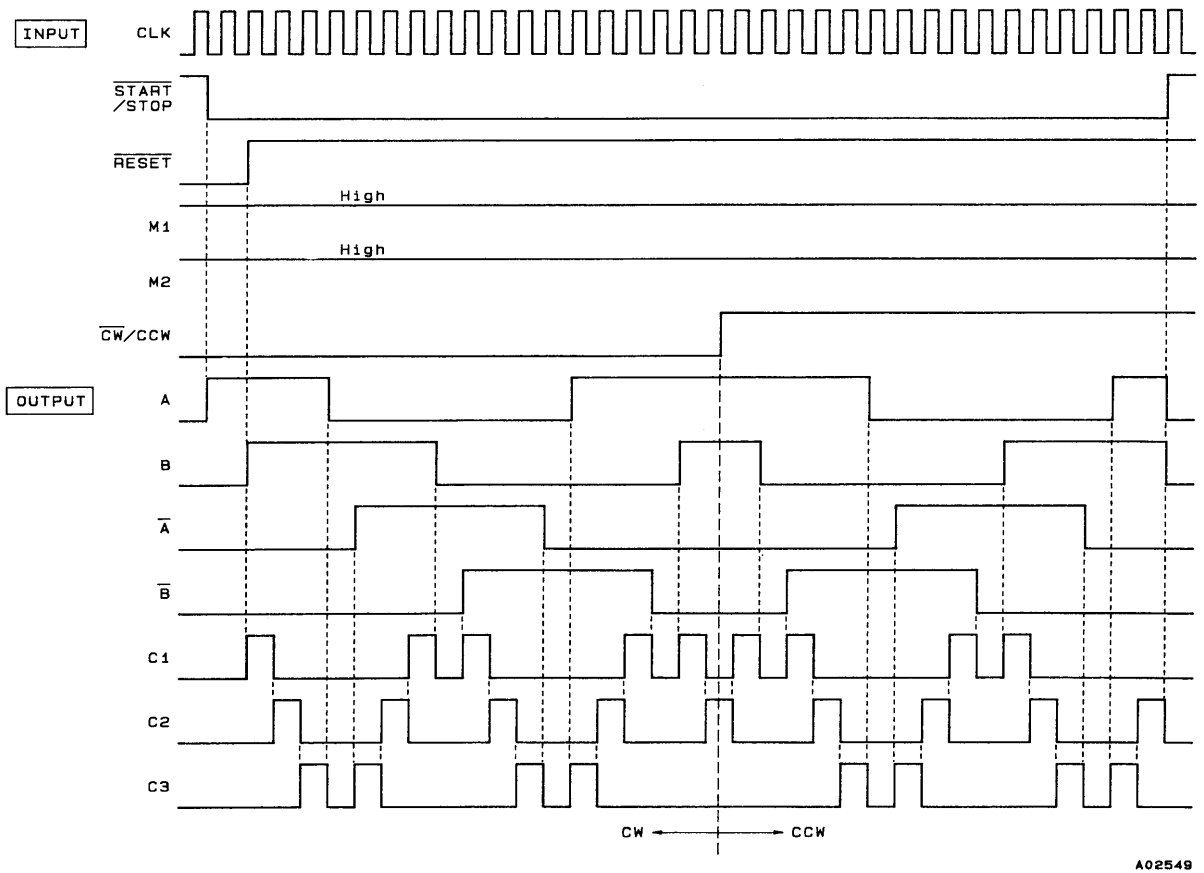 INPUT CLK
START
/STOP
RESET
High
M1
High
M2
CW/CCW
OUTPUT A
B
A
B
C1
C2
C3
CW CCW
A02549